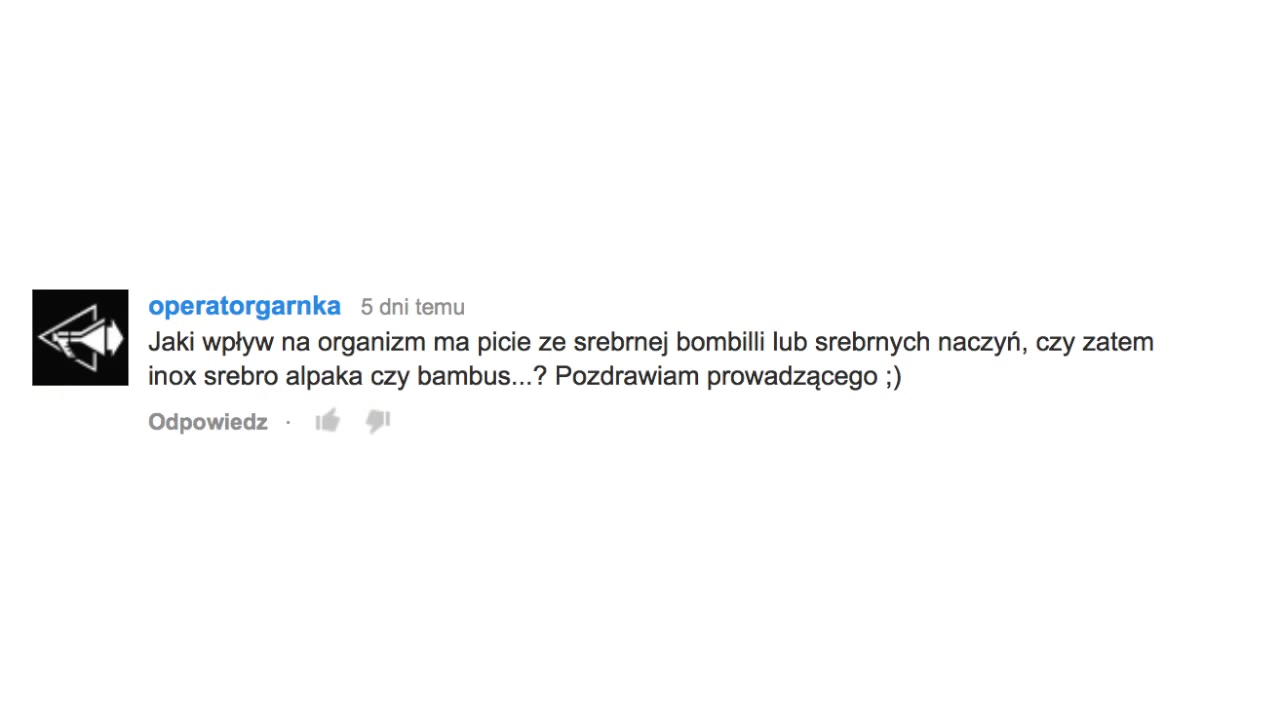 operatorgarnka 5 dni temu
Jaki wpływ na organizm ma picie ze srebrnej bombilli lub srebrnych naczyń, czy zatem
inox srebro alpaka czy bambus...? Pozdrawiam prowadzącego ;)
Odpowiedz ·